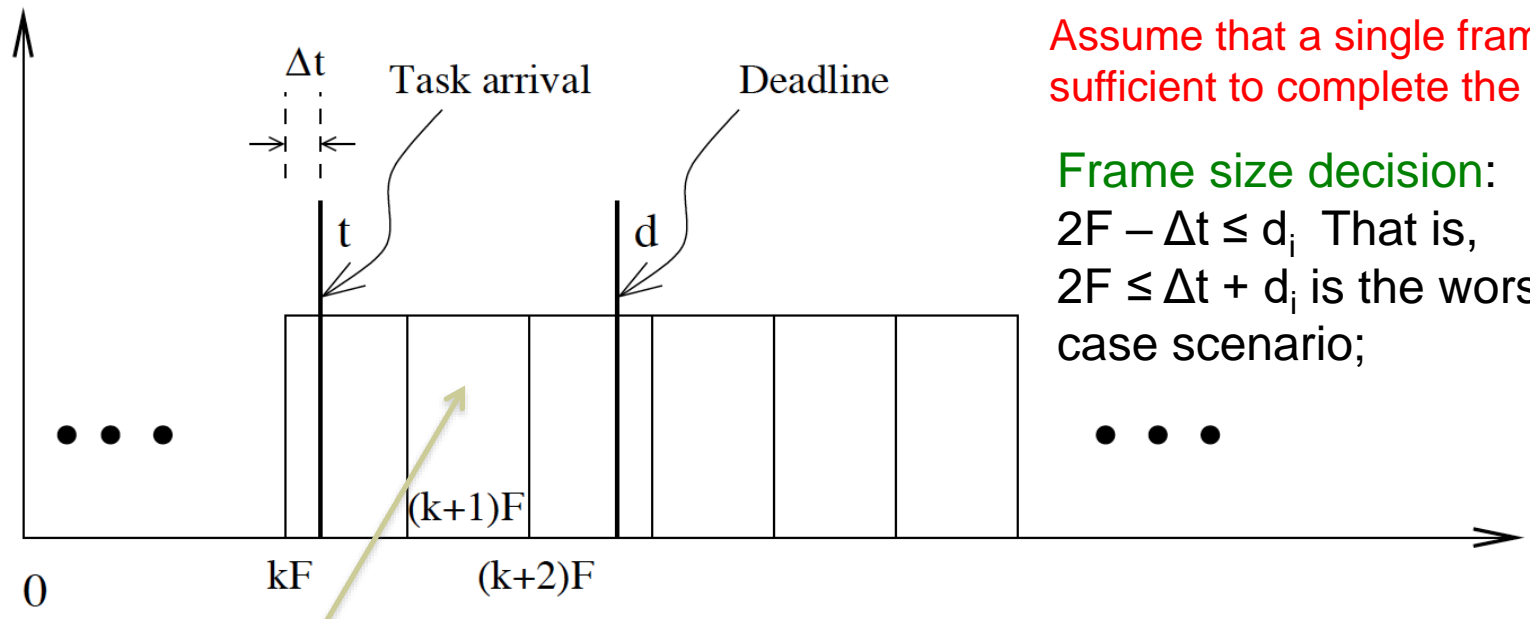 Δt
Task arrival
Deadline
t
d
(k+1)F
kF
(k+2)F
0
Assume that a single fram
sufficient to complete the
Frame size decision:
2F – Δt ≤ dᵢ That is,
2F ≤ Δt + dᵢ is the wors
case scenario;